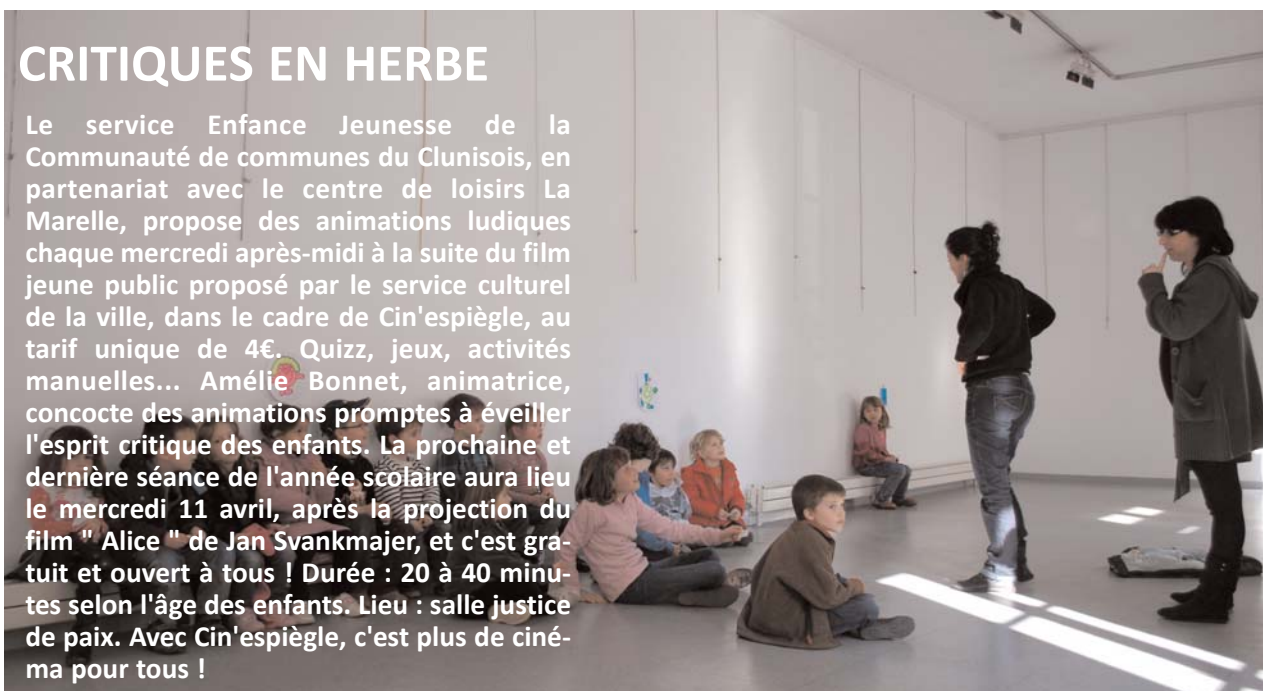 CRITIQUES EN HERBE
Le service Enfance Jeunesse de la
Communauté de communes du Clunisois, en
partenariat avec le centre de loisirs La
Marelle, propose des animations ludiques
chaque mercredi après-midi à la suite du film
jeune public proposé par le service culturel
de la ville, dans le cadre de Cin'espiègle, au
tarif unique de 4€. Quizz, jeux, activités
manuelles... Amélie Bonnet, animatrice,
concocte des animations promptes à éveiller
l'esprit critique des enfants. La prochaine et
dernière séance de l'année scolaire aura lieu
le mercredi 11 avril, après la projection du
film " Alice " de Jan Svankmajer, et c'est gra-
tuit et ouvert à tous ! Durée : 20 à 40 minu-
tes selon l'âge des enfants. Lieu : salle justice
de paix. Avec Cin'espiègle, c'est plus de ciné-
ma pour tous !